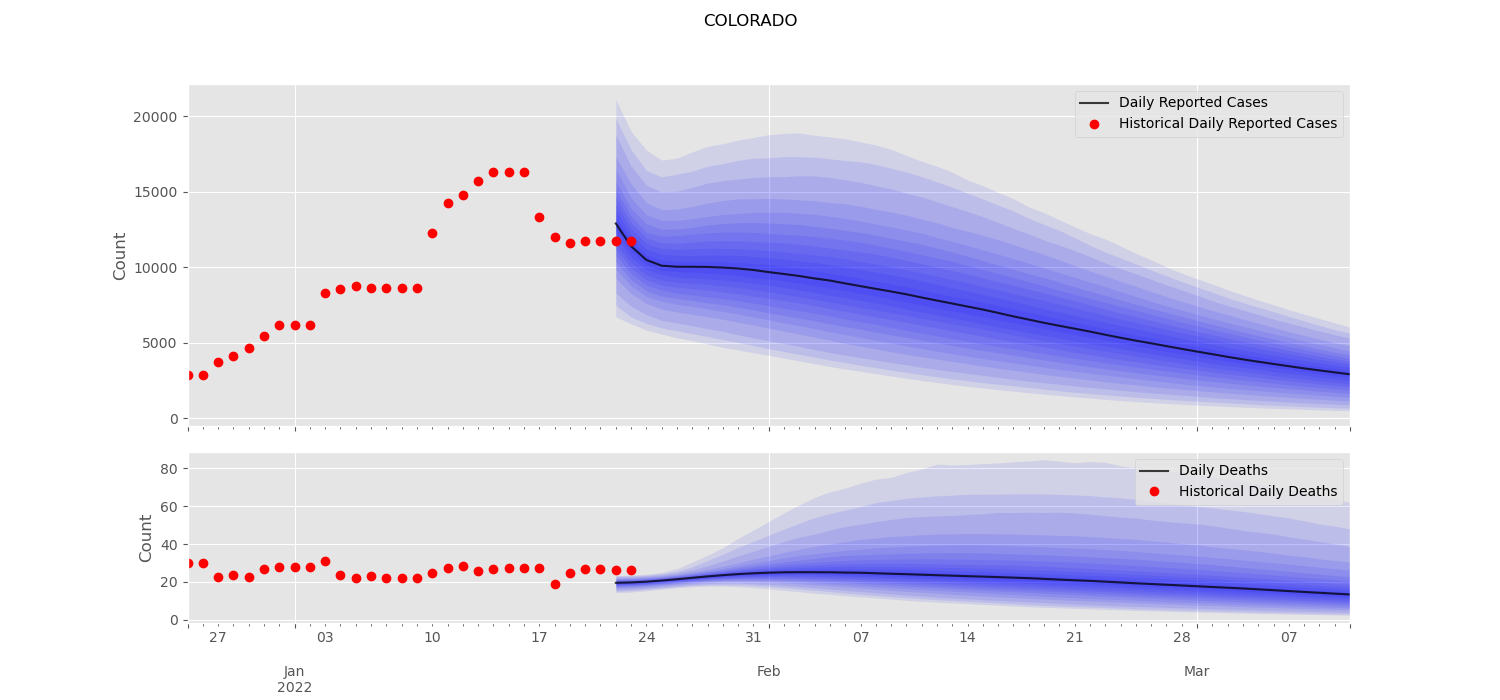 COLORADO
Daily Reported Cases
Historical Daily Reported Cases
Count
20000
15000
10000
5000
0
Daily Deaths
Historical Daily Deaths
Count
80
60
40
20
0
27 03 10 17 24 31 07 14 21 28 07
Jan Feb Mar
2022